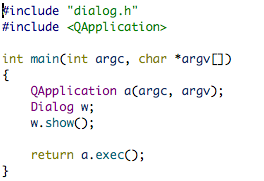 #include "dialog.h"
#include <QApplication>

int main(int argc, char *argv[])
{
    QApplication a(argc, argv);
    Dialog w;
    w.show();

    return a.exec();
}